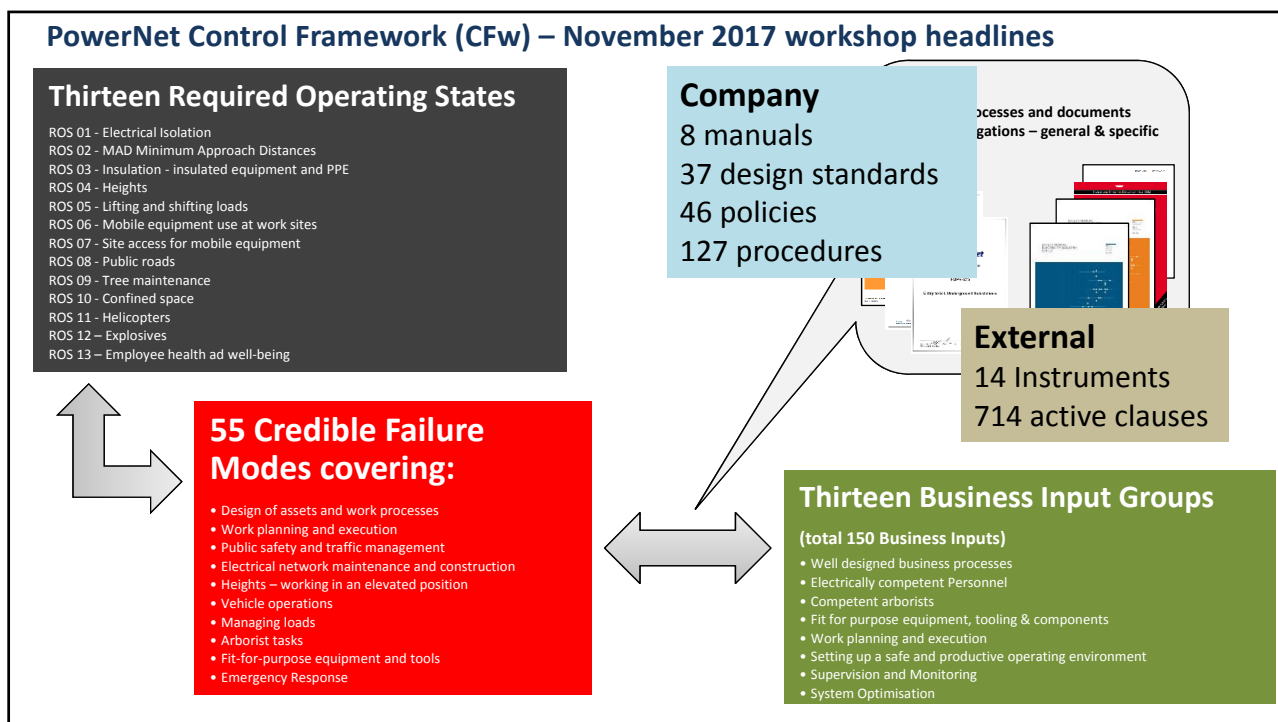 PowerNet Control Framework (CFw) – November 2017 workshop headlines
Thirteen Required Operating States
ROS 01 - Electrical Isolation
ROS 02 - MAD Minimum Approach Distances
ROS 03 - Insulation - insulated equipment and PPE
ROS 04 - Heights
ROS 05 - Lifting and shifting loads
ROS 06 - Mobile equipment use at work sites
ROS 07 - Site access for mobile equipment
ROS 08 - Public roads
ROS 09 - Tree maintenance
ROS 10 - Confined space
ROS 11 - Helicopters
ROS 12 – Explosives
ROS 13 – Employee health ad well-being
Company
8 manuals
37 design standards
46 policies
127 procedures
ocesses and documents
gations – general & specific
External
14 Instruments
714 active clauses
55 Credible Failure
Modes covering:
• Design of assets and work processes
• Work planning and execution
• Public safety and traffic management
• Electrical network maintenance and construction
• Heights – working in an elevated position
• Vehicle operations
• Managing loads
• Arborist tasks
• Fit-for-purpose equipment and tools
• Emergency Response
Thirteen Business Input Groups
(total 150 Business Inputs)
• Well designed business processes
• Electrically competent Personnel
• Competent arborists
• Fit for purpose equipment, tooling & components
• Work planning and execution
• Setting up a safe and productive operating environment
• Supervision and Monitoring
• System Optimisation